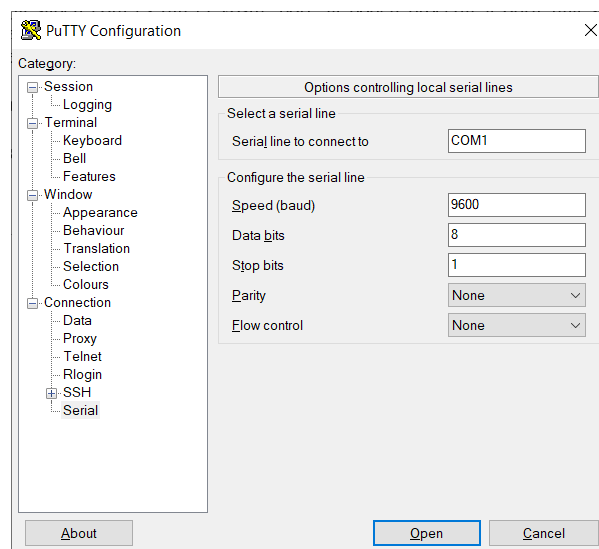 PuTTY Configuration
Category:
Session
Logging
Terminal
Keyboard
Bell
Features
Window
Appearance
Behaviour
Translation
Selection
Colours
Connection
Data
Proxy
Telnet
Rlogin
SSH
Serial
Options controlling local serial lines
Select a serial line
Serial line to connect to COM1
Configure the serial line
Speed (baud) 9600
Data bits 8
Stop bits 1
Parity None
Flow control None
About Open Cancel